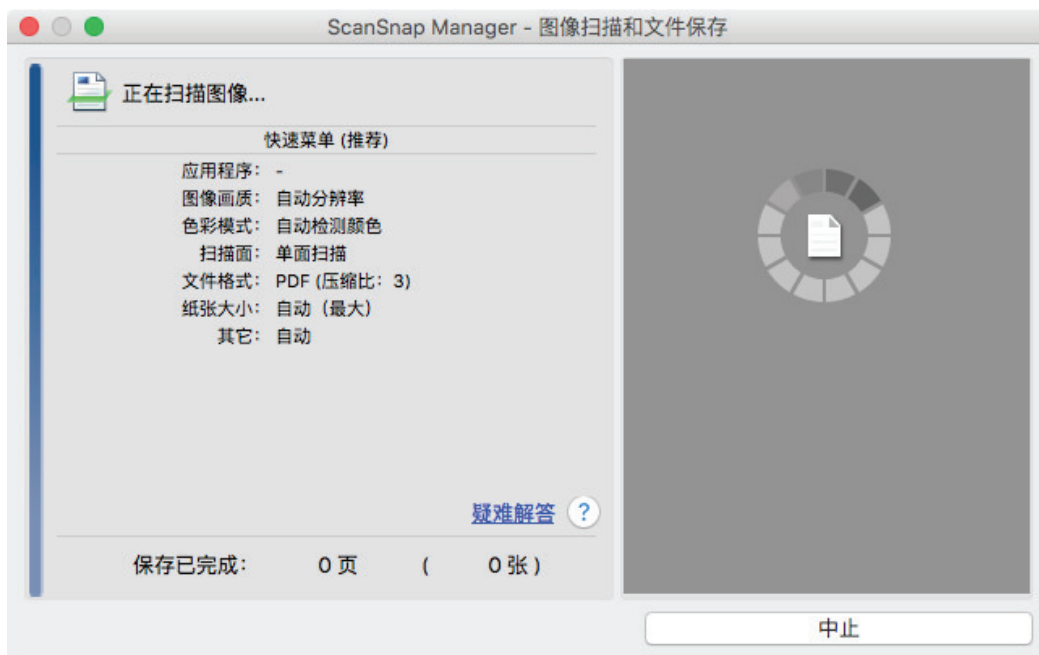 ScanSnap Manager - 图像扫描和文件保存
正在扫描图像...
快速菜单 (推荐)
应用程序： -
图像画质： 自动分辨率
色彩模式： 自动检测颜色
扫描面： 单面扫描
文件格式： PDF (压缩比：3)
纸张大小： 自动（最大）
其它： 自动
疑难解答 ?
保存已完成： 0 页 ( 0 张 )
中止